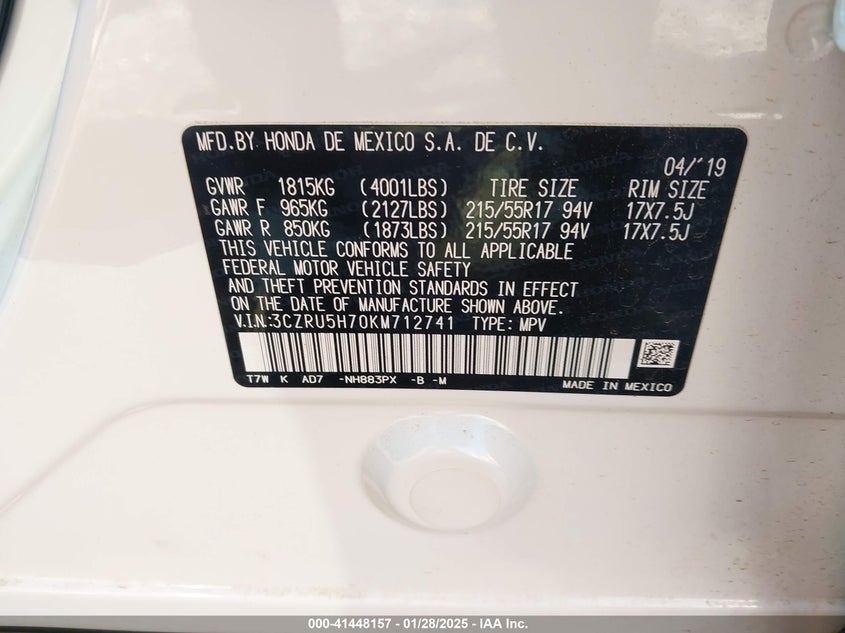 MFD.BY HONDA DE MEXICO S.A. DE C.V.
04/'19
GVWR 1815KG (4001LBS) TIRE SIZE RIM SIZE
GAWR F 965KG (2127LBS) 215/55R17 94V 17X7.5J
GAWR R 850KG (1873LBS) 215/55R17 94V 17X7.5J
THIS VEHICLE CONFORMS TO ALL APPLICABLE
FEDERAL MOTOR VEHICLE SAFETY
AND THEFT PREVENTION STANDARDS IN EFFECT
ON THE DATE OF MANUFACTURE SHOWN ABOVE.
V.I.N:3CZRU5H70KM712741 TYPE: MPV
T7W K AD7 -NH883PX -B -M MADE IN MEXICO
000-41448157 - 01/28/2025 - IAA Inc.